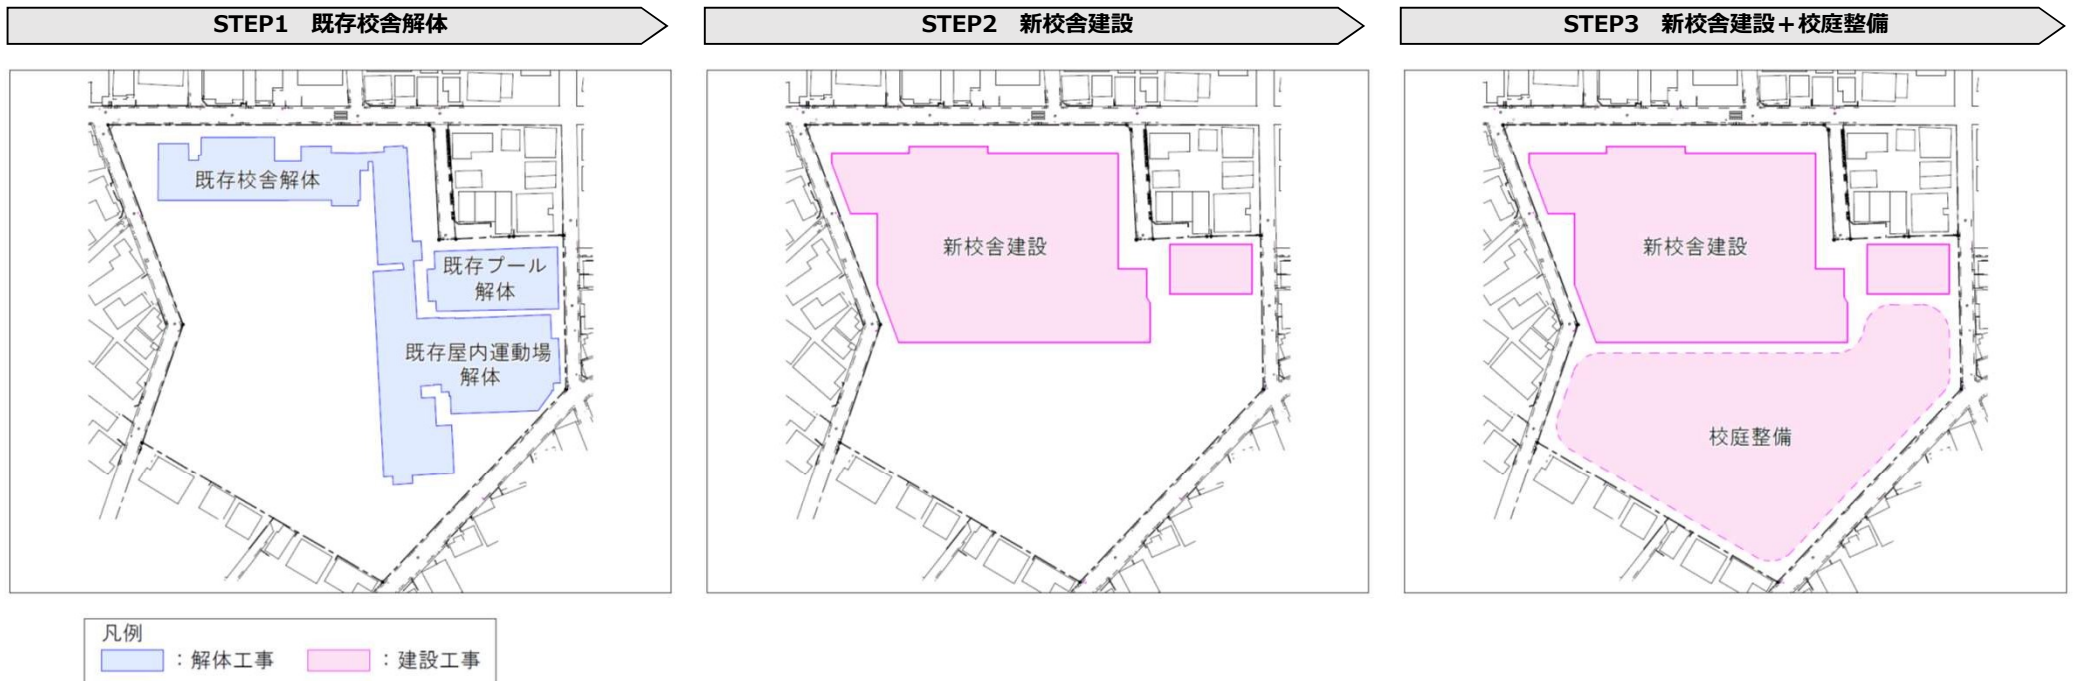 STEP1　既存校舎解体
STEP2　新校舎建設
STEP3　新校舎建設＋校庭整備
既存校舎解体
既存プール
解体
既存屋内運動場
解体
新校舎建設
新校舎建設
校庭整備
凡例
：解体工事
：建設工事